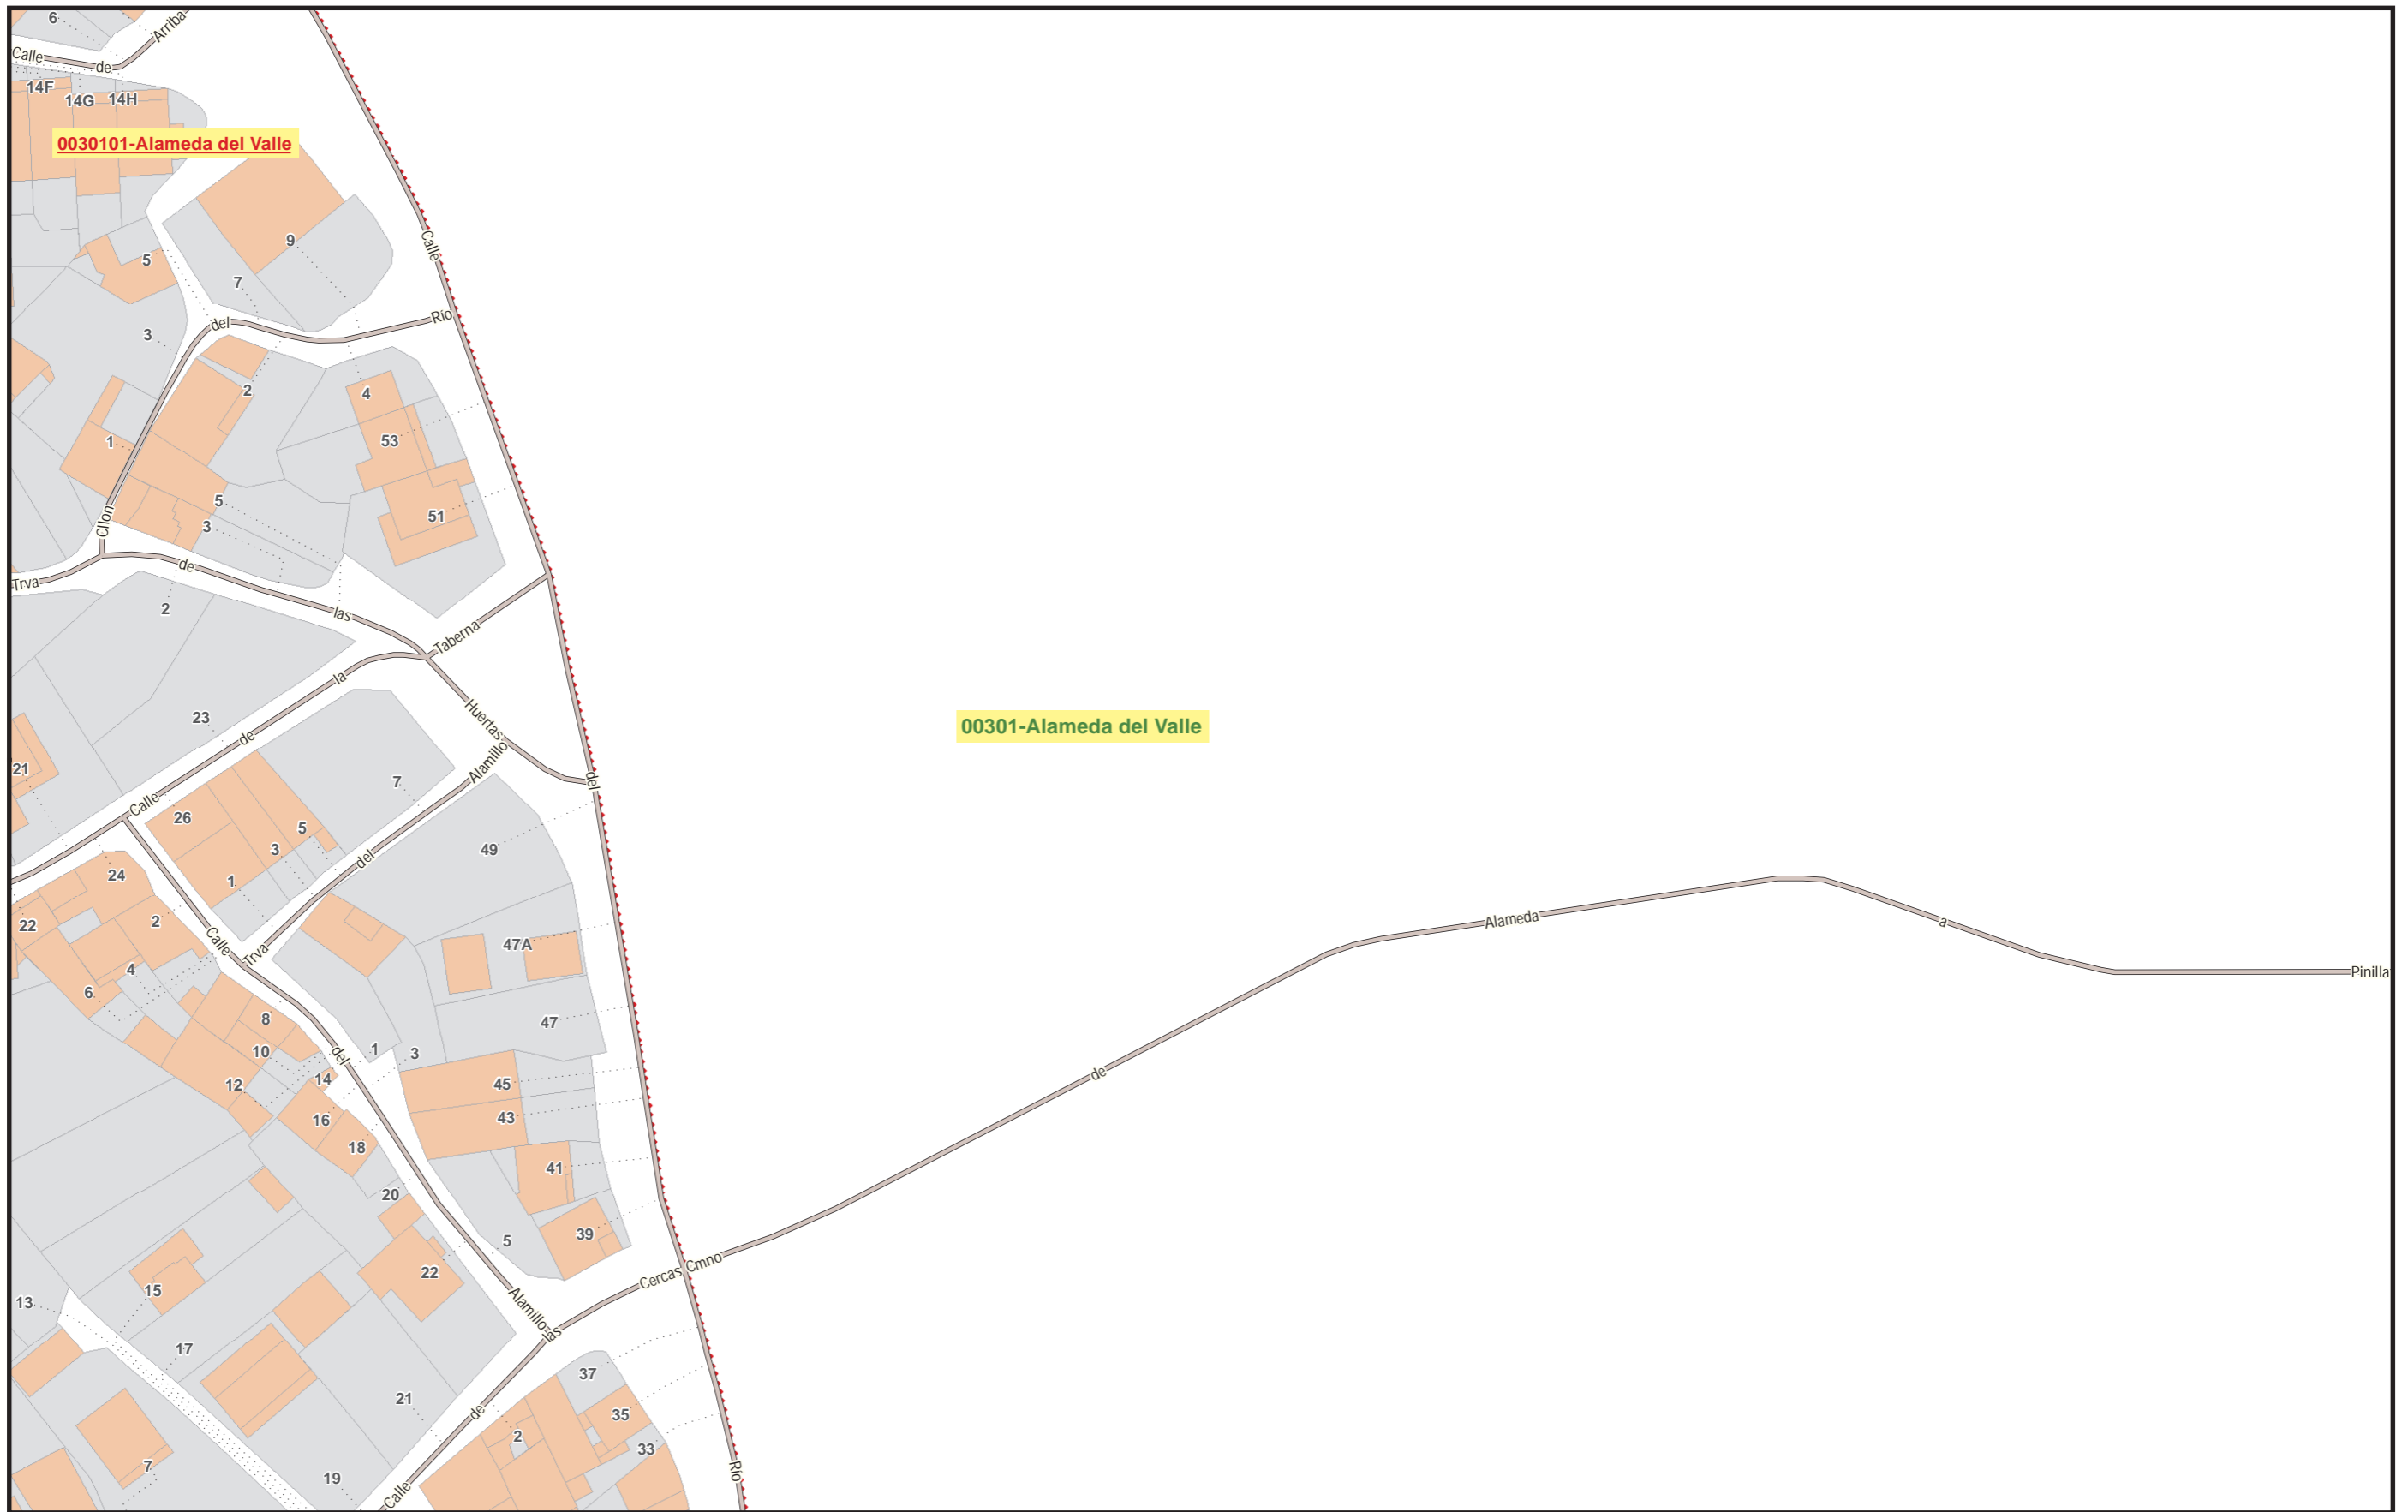 6
Arriba
Calle
de
14F
14G
14H
0030101-Alameda del Valle
9
Calle
5
7
Río
del
3
2
4
1
53
5
51
Cllon
3
de
Trva
2
las
Taberna
la
23
Huertas
de
00301-Alameda del Valle
Alamillo
21
7
del
Calle
26
5
49
3
del
24
1
Alameda
a
2
22
Calle
47A
Trva
4
Pinilla
6
8
47
10
1
3
del
de
14
12
45
16
43
18
41
20
39
5
22
Cercas
Cmno
15
13
Alamillo
las
17
37
21
de
35
2
33
7
Río
19
Calle